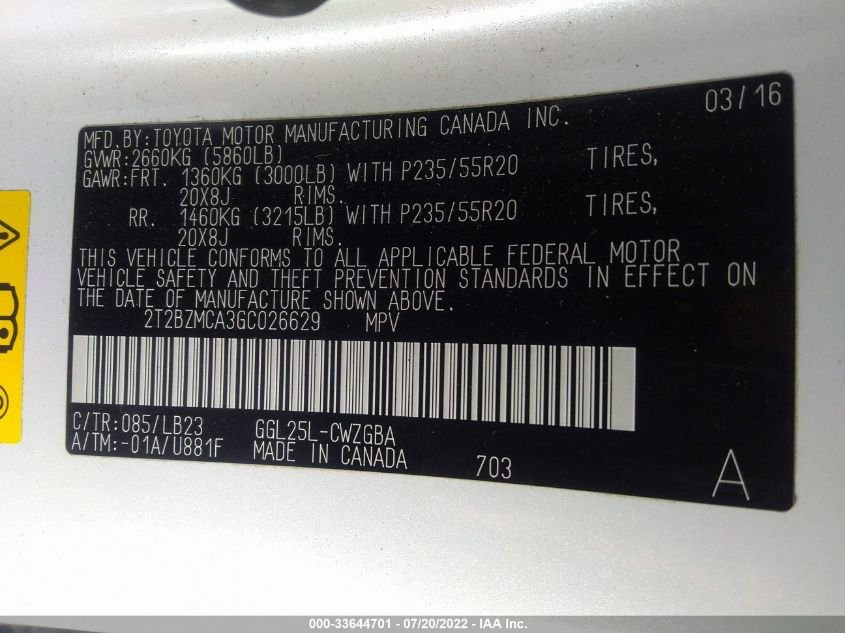 03/16
MFD.BY:TOYOTA MOTOR MANUFACTURING CANADA INC.
GVWR:2660KG (5860LB)
GAWR:FRT. 1360KG (3000LB) WITH P235/55R20 TIRES,
20X8J RIMS.
RR. 1460KG (3215LB) WITH P235/55R20 TIRES,
20X8J RIMS.
THIS VEHICLE CONFORMS TO ALL APPLICABLE FEDERAL MOTOR
VEHICLE SAFETY AND THEFT PREVENTION STANDARDS IN EFFECT ON
THE DATE OF MANUFACTURE SHOWN ABOVE.
2T2BZMCA3GC026629 MPV
C/TR:085/LB23 GGL25L-CWZGBA
A/TM:-01A/U881F MADE IN CANADA 703
A
000-33644701 - 07/20/2022 - IAA Inc.